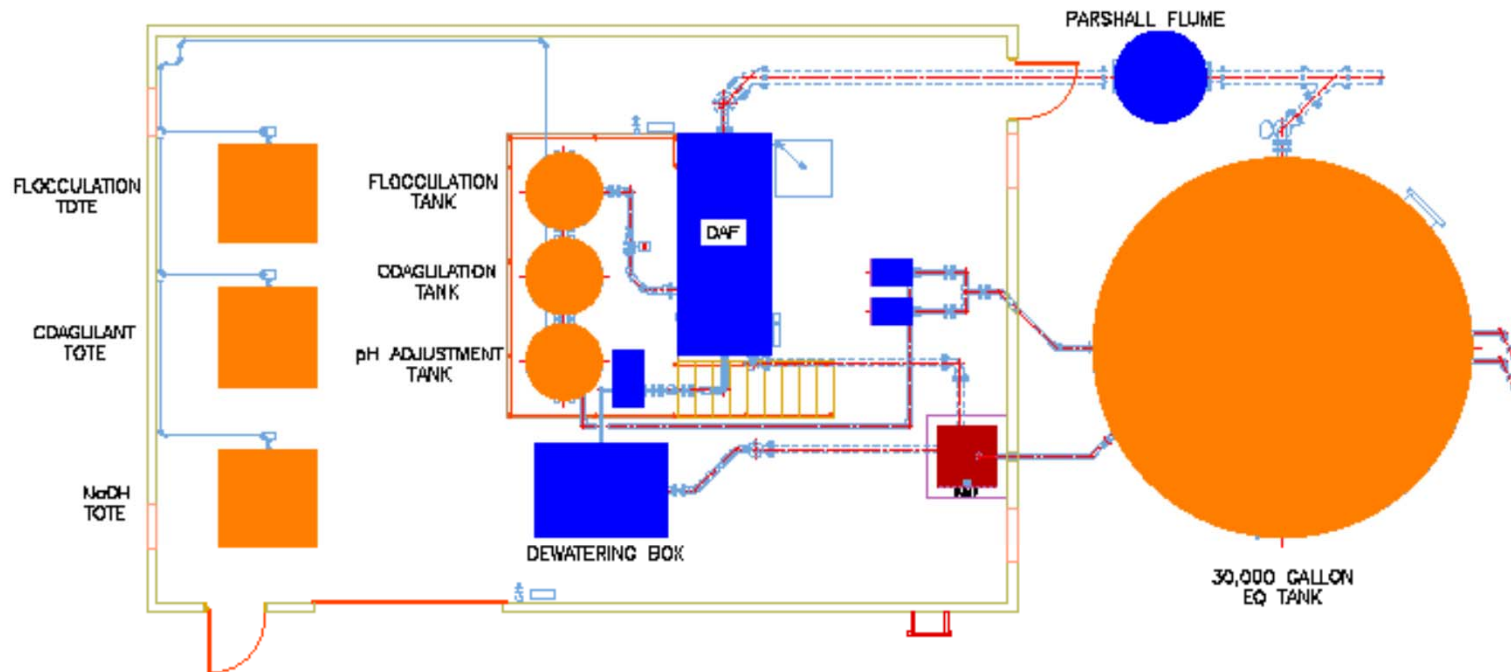 PARSHALL FLUME
FLOCCULATION
TOTE
FLOCCULATION
TANK
DAF
COAGULATION
TANK
COAGULANT
TOTE
pH ADJUSTMENT
TANK
NaOH
TOTE
DEWATERING BOX
30,000 GALLON
EQ TANK